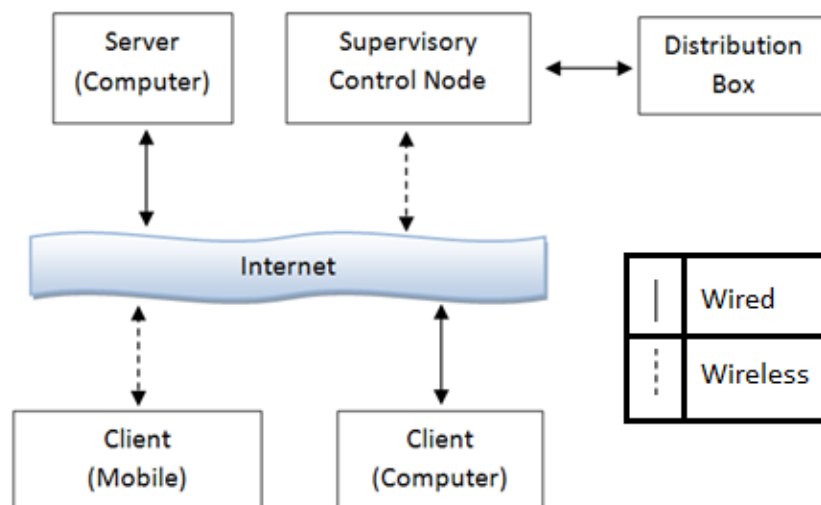 Server
(Computer)
Supervisory
Control Node
Distribution
Box
Internet
Wired
Wireless
Client
(Mobile)
Client
(Computer)